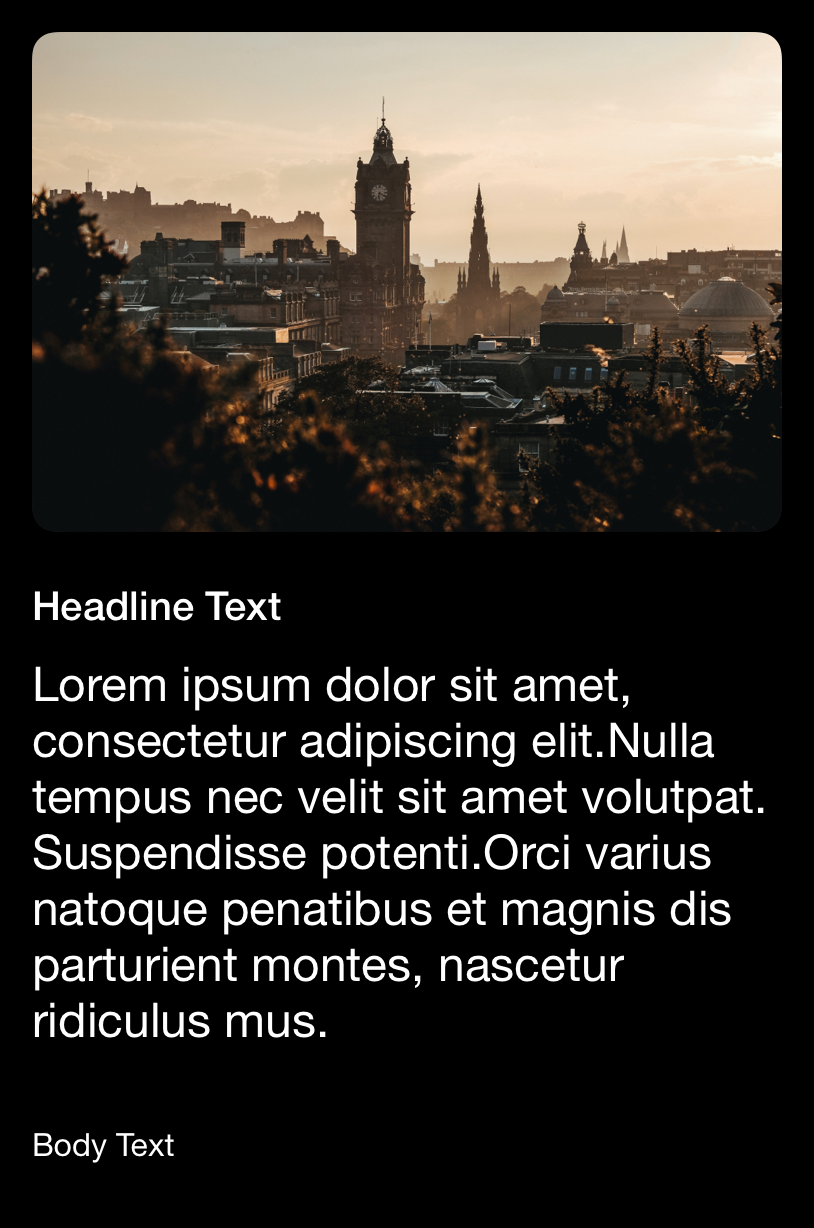 Headline Text
Lorem ipsum dolor sit amet,
consectetur adipiscing elit.Nulla
tempus nec velit sit amet volutpat.
Suspendisse potenti.Orci varius
natoque penatibus et magnis dis
parturient montes, nascetur
ridiculus mus.
Body Text